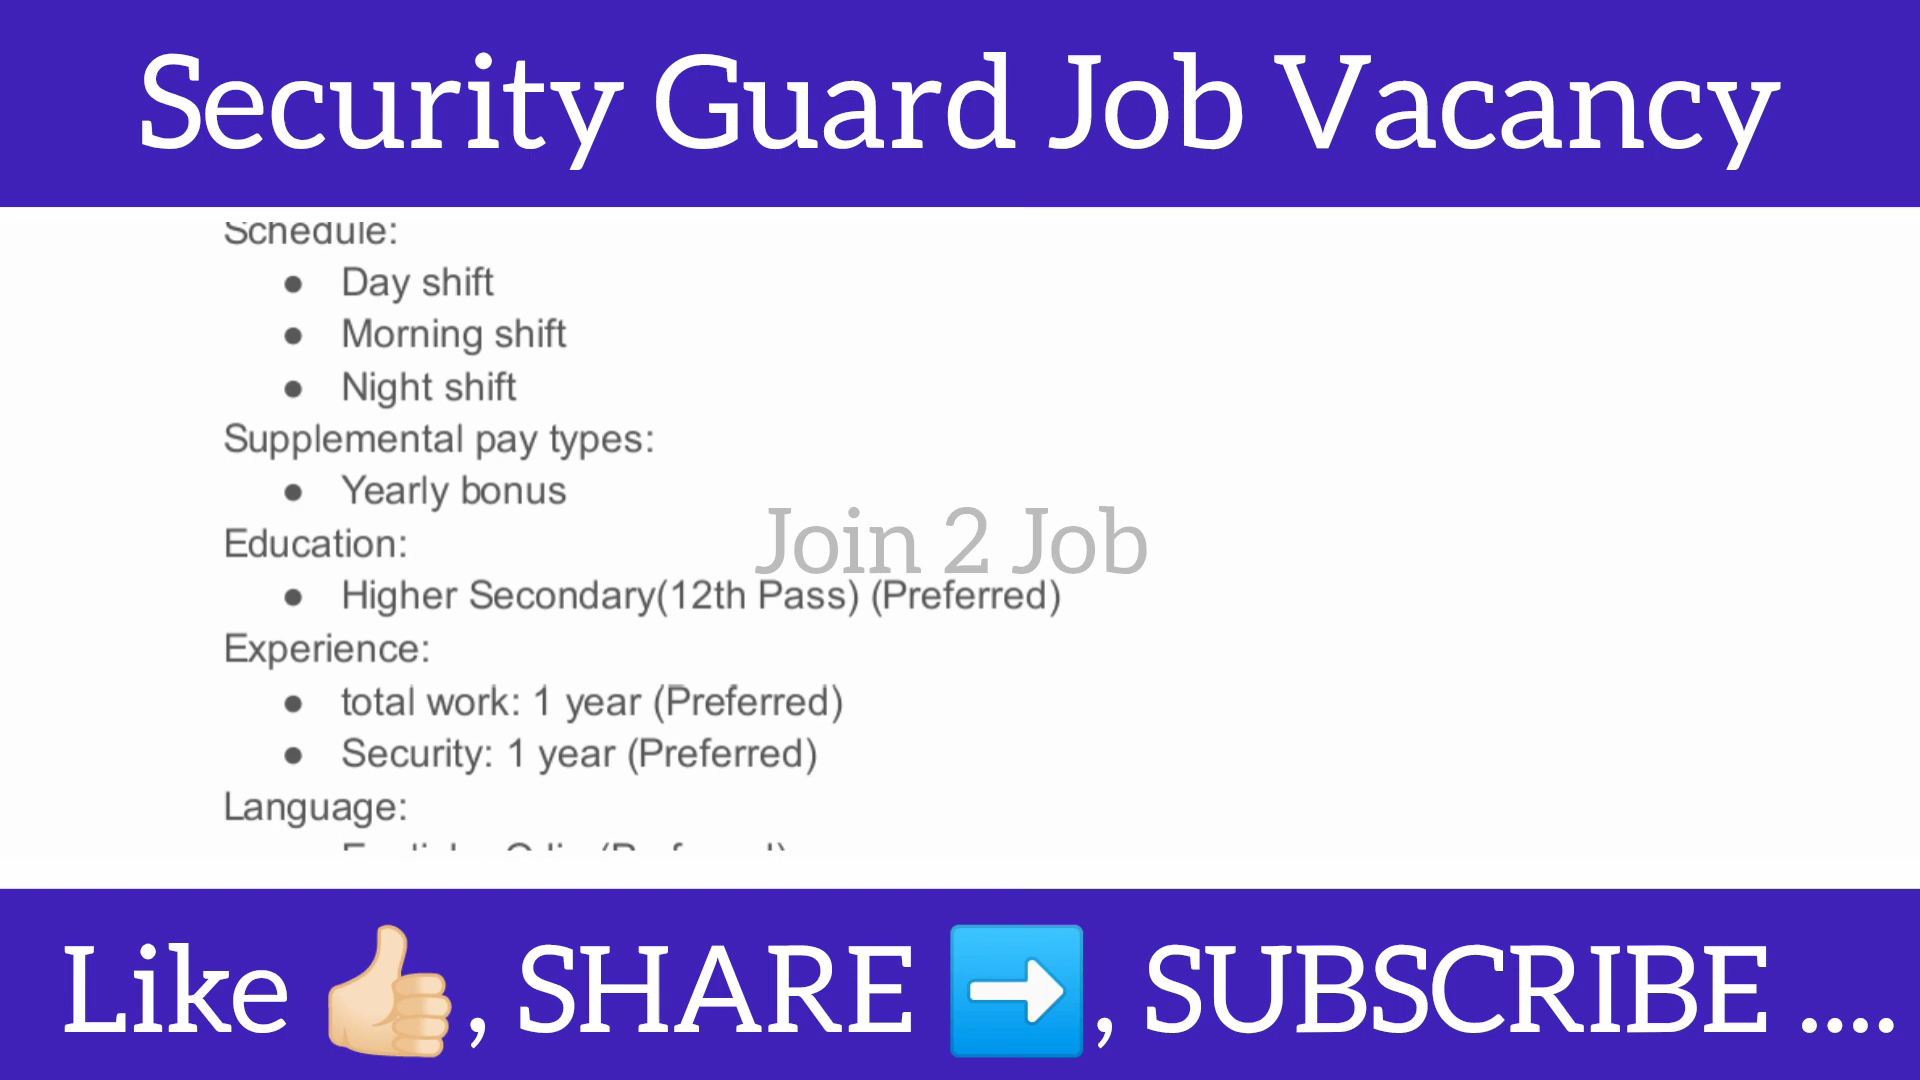 Security Guard Job Vacancy
Schedule:
● Day shift
● Morning shift
● Night shift
Supplemental pay types:
● Yearly bonus
Education:
Join 2 Job
● Higher Secondary(12th Pass) (Preferred)
Experience:
● total work: 1 year (Preferred)
● Security: 1 year (Preferred)
Language:
Like 👍🏻, SHARE ➡️, SUBSCRIBE ....